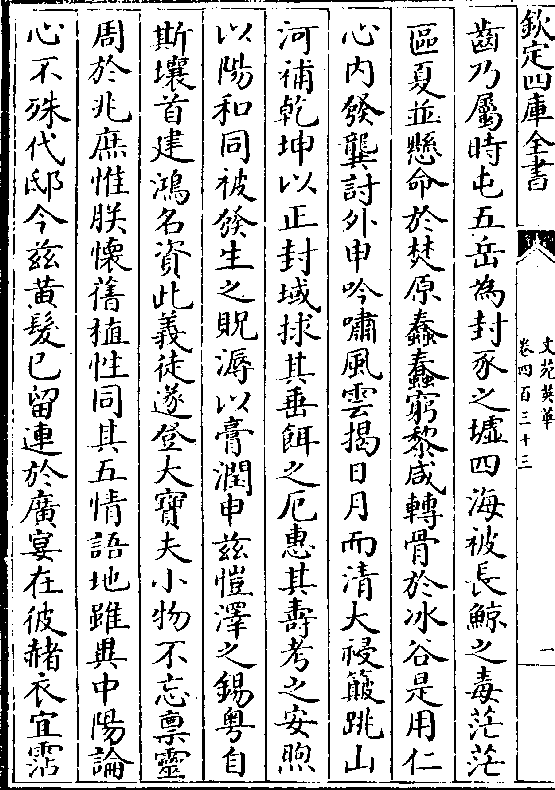 欽定四庫全書
文苑英華
卷四百三十三
一
齒乃屬時屯五岳為封豕之墟四海被長鯨之毒茫茫
區夏並懸命於焚原蠢蠢窮黎咸轉骨於冰谷是用仁
心内發龔討外申吟嘯風雲揭日月而清大祲簸跳山
河補乾坤以正封域捄其垂餌之厄惠其壽考之安煦
以陽和同被發生之貺溽以膏潤申兹愷澤之錫粤自
斯壤首建鴻名資此義徒遂登大寶夫小物不忘禀靈
周於兆庶惟朕懷舊植性同其五情語地雖異中陽論
心不殊代邸今兹黄髮已留連於廣宴在彼赭衣宜霑